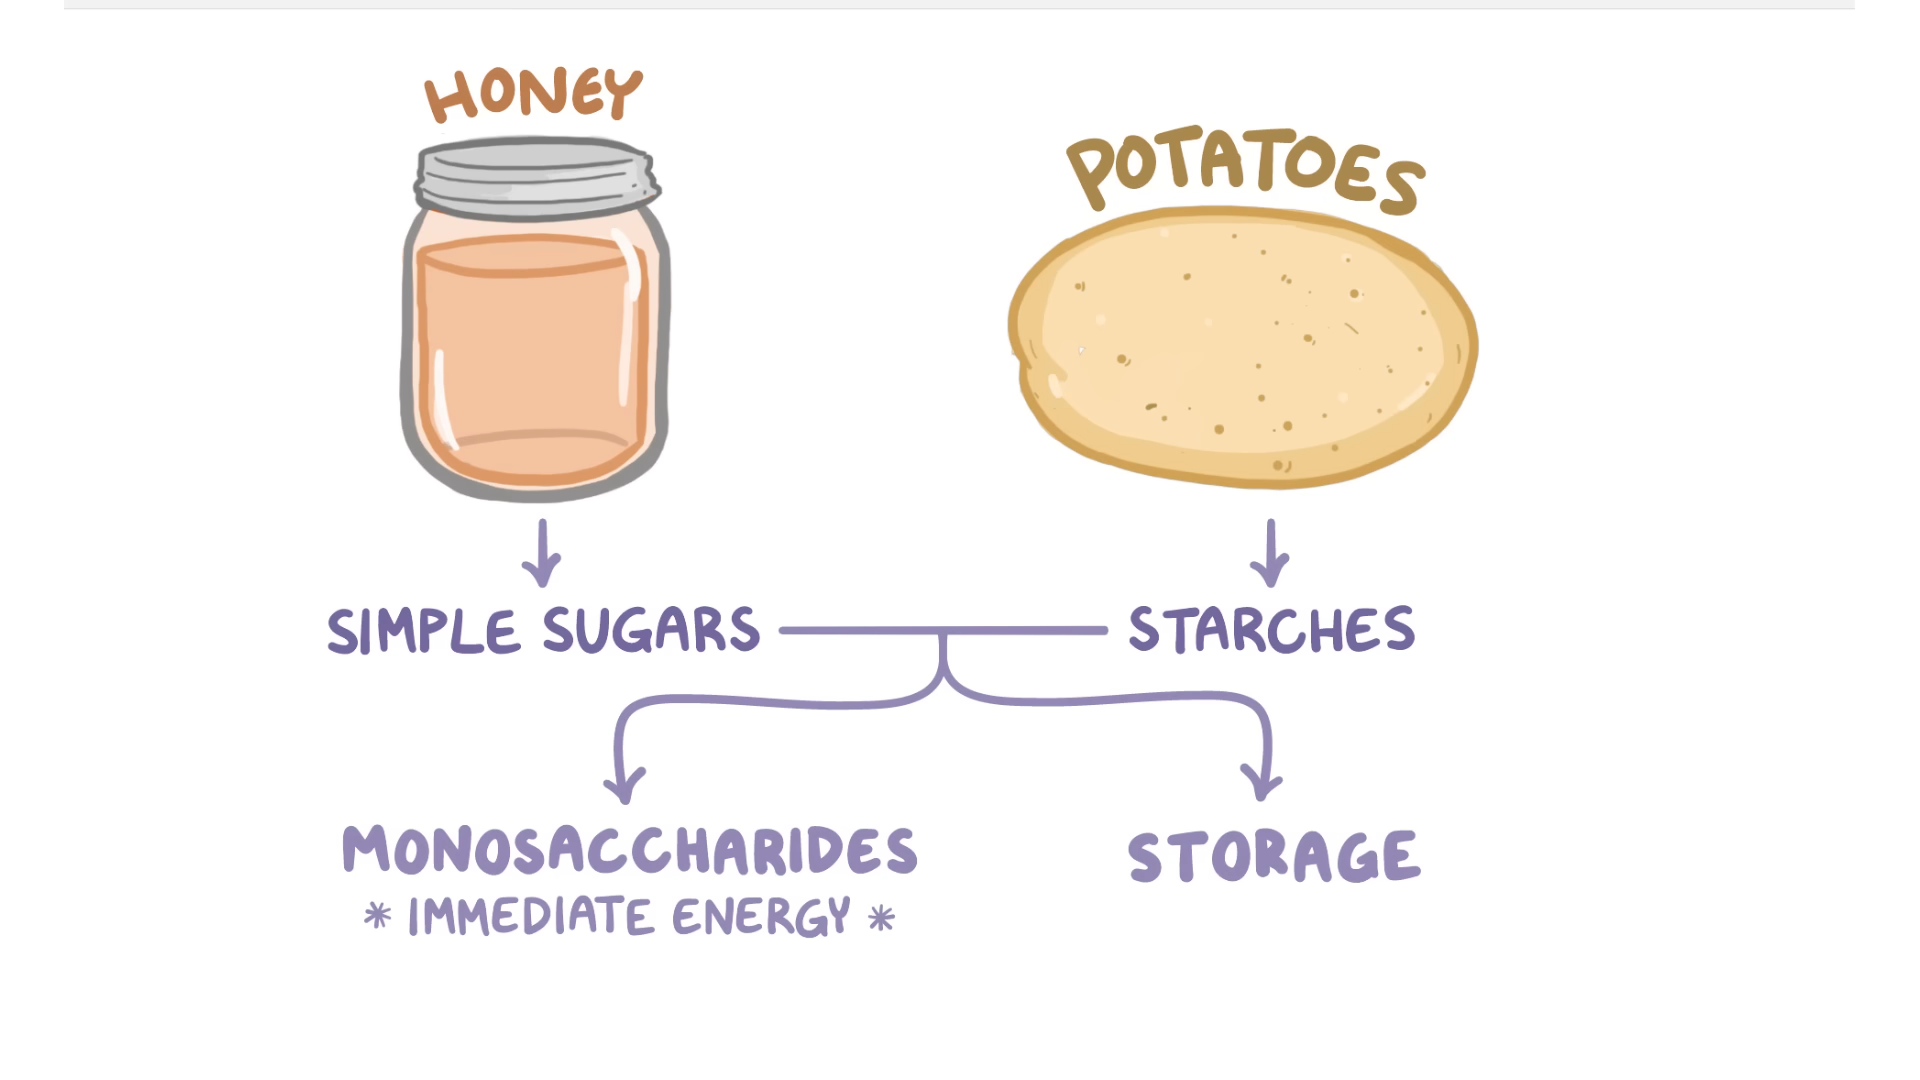 HONEY
POTATOES
SIMPLE SUGARS
STARCHES
MONOSACCHARIDES
* IMMEDIATE ENERGY *
STORAGE